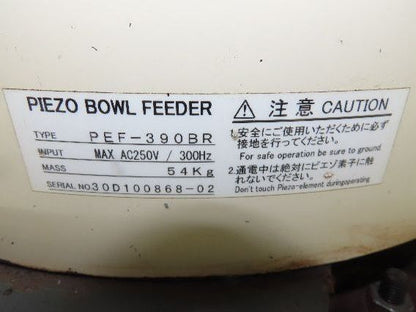 PIEZO BOWL FEEDER
TYPE PEF-390BR
INPUT MAX AC250V / 300Hz
MASS 54Kg
SERIAL NO.30D100868-02
⚠ 注意 CAUTION
1.安全にご使用いただくために必ず
接地を行ってください。
For safe operation be sure to ground.
2.通電中は絶対にピエゾ素子に触
れないでください。
Don't touch Piezo-element duringoperating.